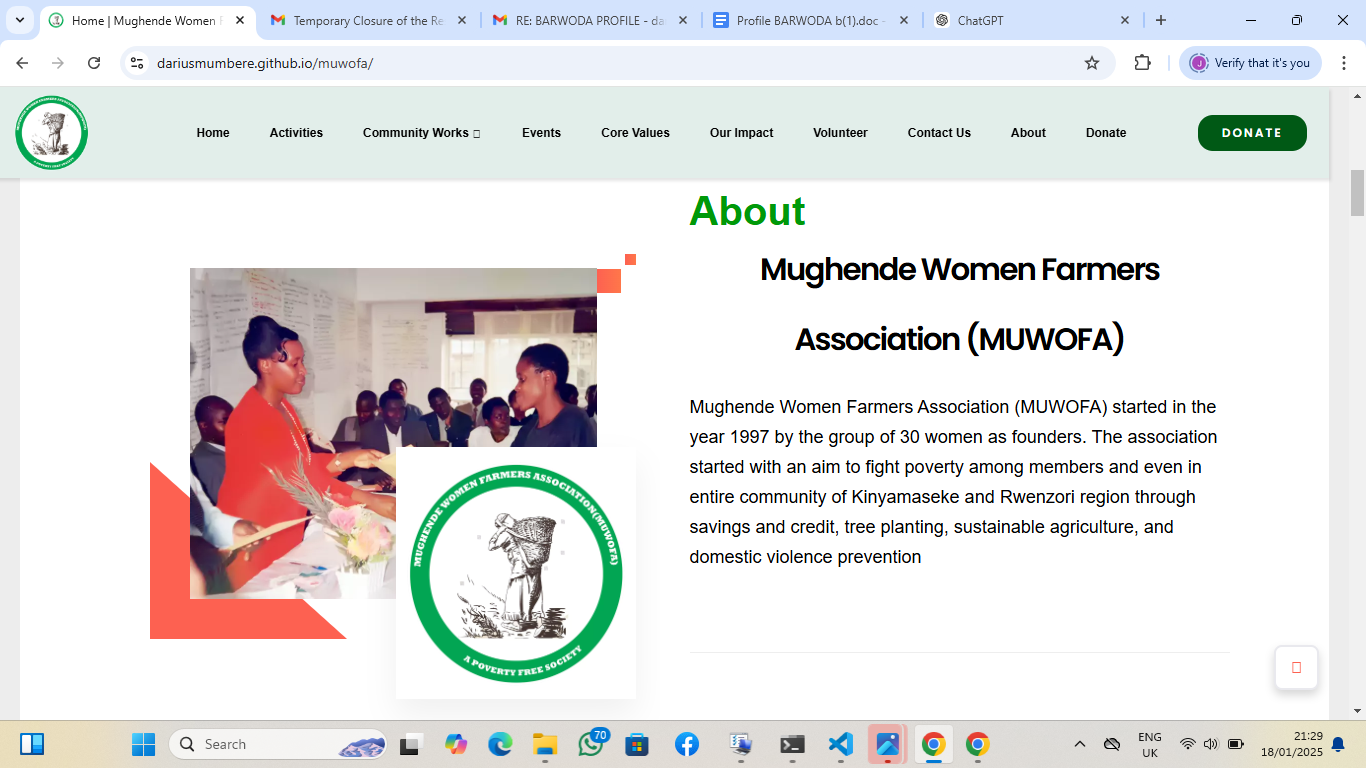 Home | Mughende Women F
Temporary Closure of the Re
RE: BARWODA PROFILE - da
Profile BARWODA b(1).doc -
ChatGPT
dariusmumbere.github.io/muwofa/
J
Verify that it's you
Home
Activities
Community Works
Events
Core Values
Our Impact
Volunteer
Contact Us
About
Donate
DONATE
About
Mughende Women Farmers
Association (MUWOFA)
Mughende Women Farmers Association (MUWOFA) started in the
year 1997 by the group of 30 women as founders. The association
started with an aim to fight poverty among members and even in
entire community of Kinyamaseke and Rwenzori region through
savings and credit, tree planting, sustainable agriculture, and
domestic violence prevention
MUGHENDE WOMEN FARMERS ASSOCIATION(MUWOFA)
A POVERTY FREE SOCIETY
Search
70
ENG
UK
21:29
18/01/2025